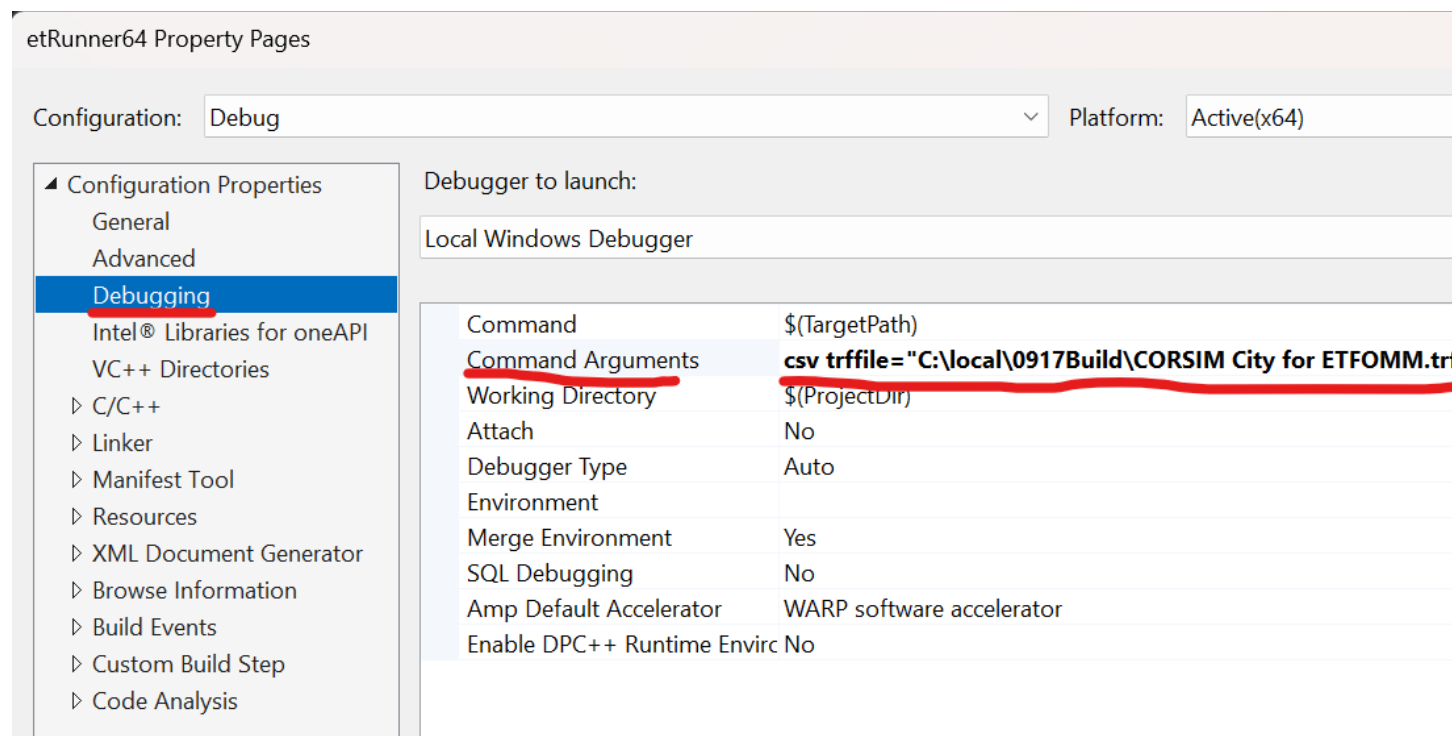 etRunner64 Property Pages
Configuration: Debug Platform: Active(x64)
Configuration Properties
General
Advanced
Debugging
Intel® Libraries for oneAPI
VC++ Directories
C/C++
Linker
Manifest Tool
Resources
XML Document Generator
Browse Information
Build Events
Custom Build Step
Code Analysis
Debugger to launch:
Local Windows Debugger
Command $(TargetPath)
Command Arguments csv trffile="C:\local\0917Build\CORSIM City for ETFOMM.trf
Working Directory $(ProjectDir)
Attach No
Debugger Type Auto
Environment
Merge Environment Yes
SQL Debugging No
Amp Default Accelerator WARP software accelerator
Enable DPC++ Runtime Envirc No